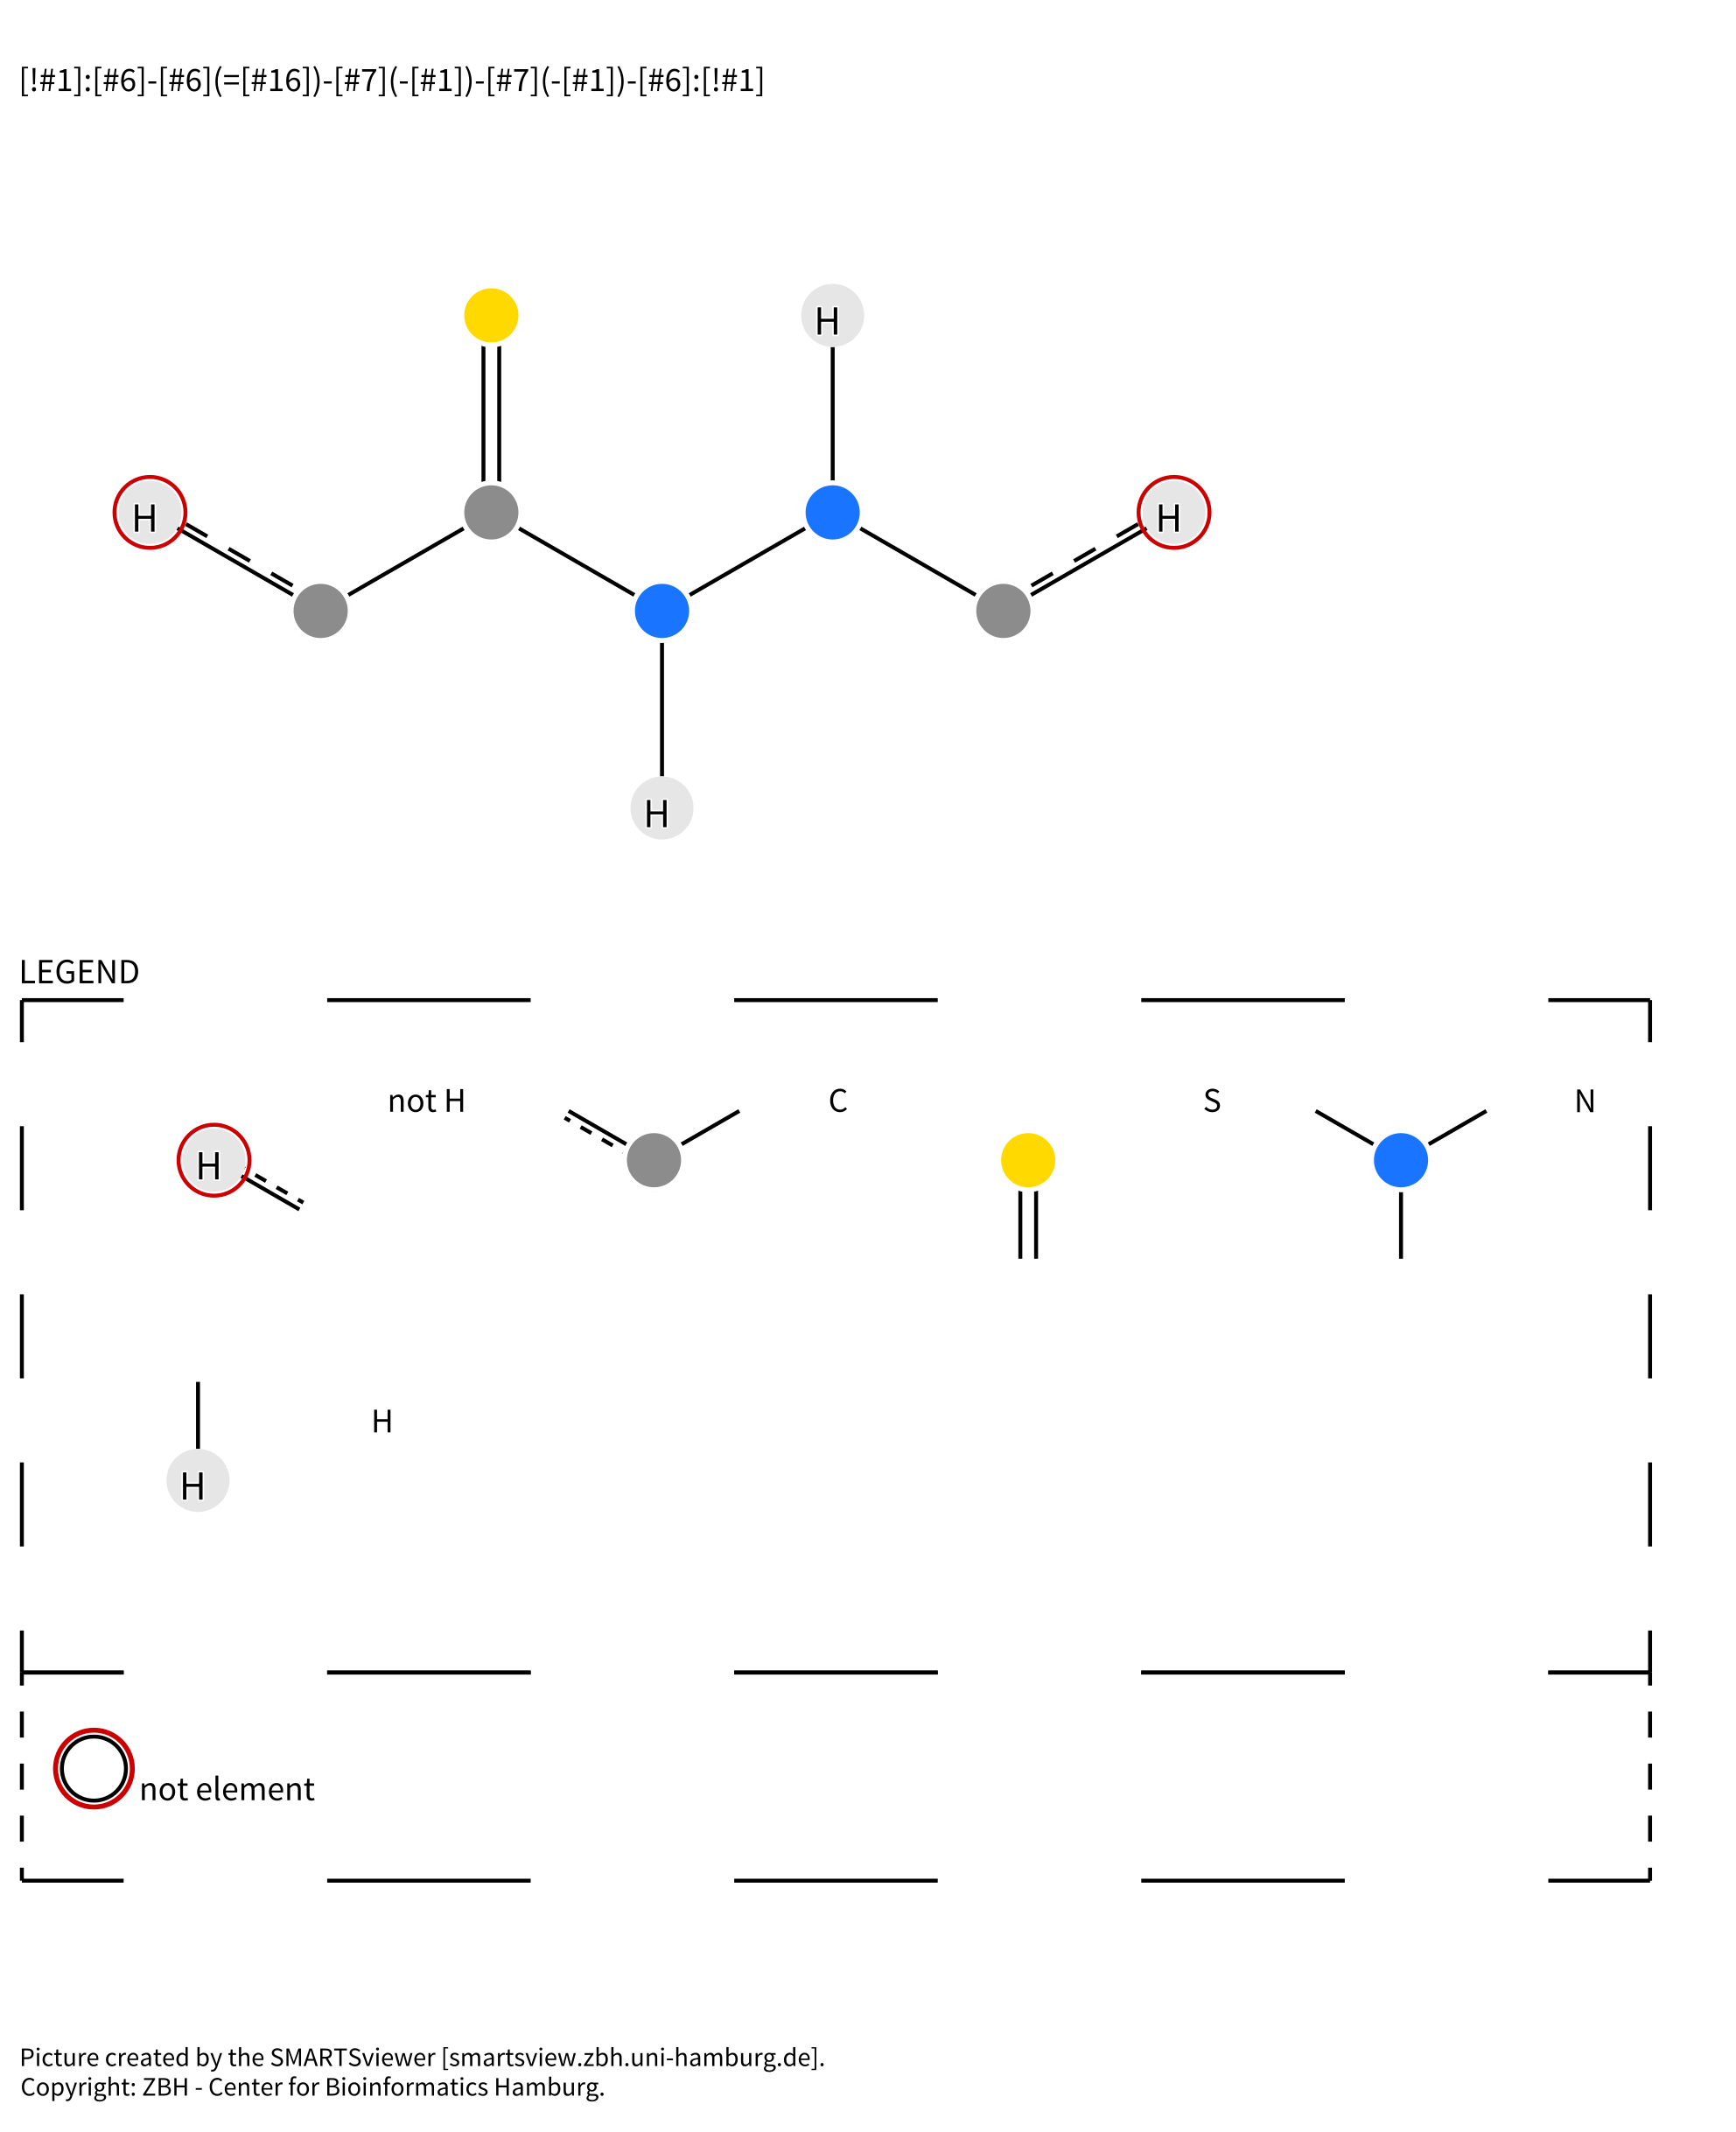 [!#1]:[#6]-[#6](=[#16])-[#7](-[#1])-[#7](-[#1])-[#6]:[!#1]
H
H
H
H
LEGEND
not H C S N
H
H
H
not element
Picture created by the SMARTSviewer [smartsview.zbh.uni-hamburg.de].
Copyright: ZBH - Center for Bioinformatics Hamburg.